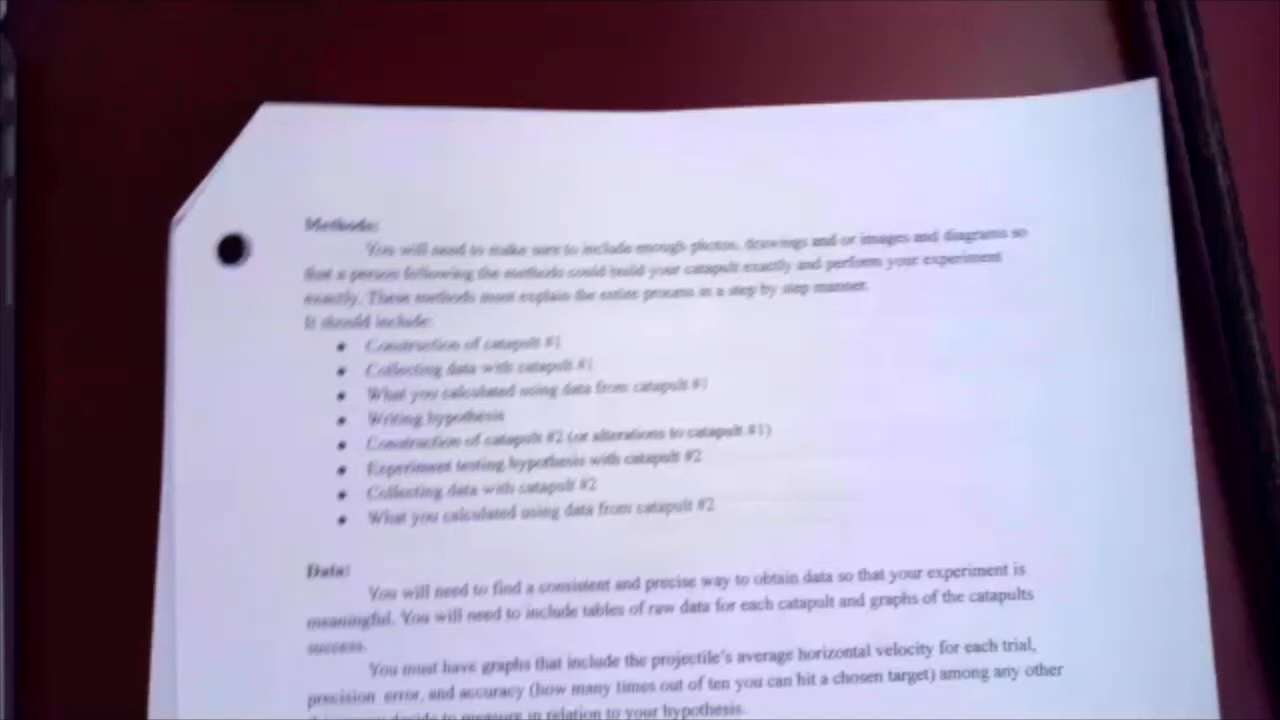 Methods:
You will need to make sure to include enough photos, drawings and or images and diagrams so
that a person following the methods could build your catapult exactly and perform your experiment
exactly. These methods must explain the entire process in a step by step manner.
It should include:
• Construction of catapult #1
• Collecting data with catapult #1
• What you calculated using data from catapult #1
• Writing hypothesis
• Construction of catapult #2 (or alterations to catapult #1)
• Experiment testing hypothesis with catapult #2
• Collecting data with catapult #2
• What you calculated using data from catapult #2
Data:
You will need to find a consistent and precise way to obtain data so that your experiment is
meaningful. You will need to include tables of raw data for each catapult and graphs of the catapults
success.
You must have graphs that include the projectile's average horizontal velocity for each trial,
precision error, and accuracy (how many times out of ten you can hit a chosen target) among any other
decide to measure in relation to your hypothesis.